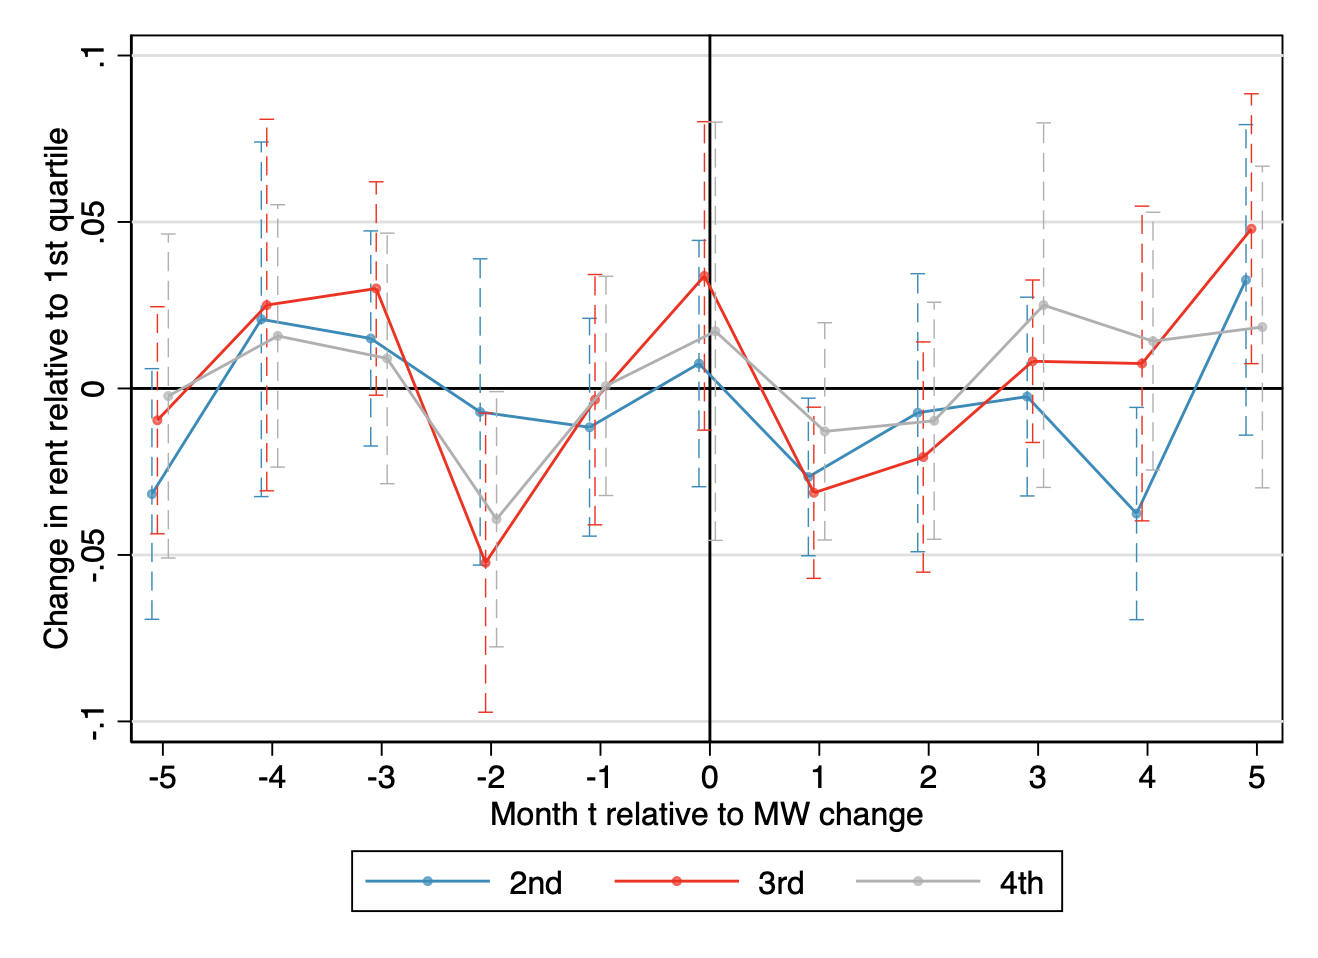 Change in rent relative to 1st quartile
.1
.05
0
-.05
-.1
-5 -4 -3 -2 -1 0 1 2 3 4 5
Month t relative to MW change
2nd 3rd 4th